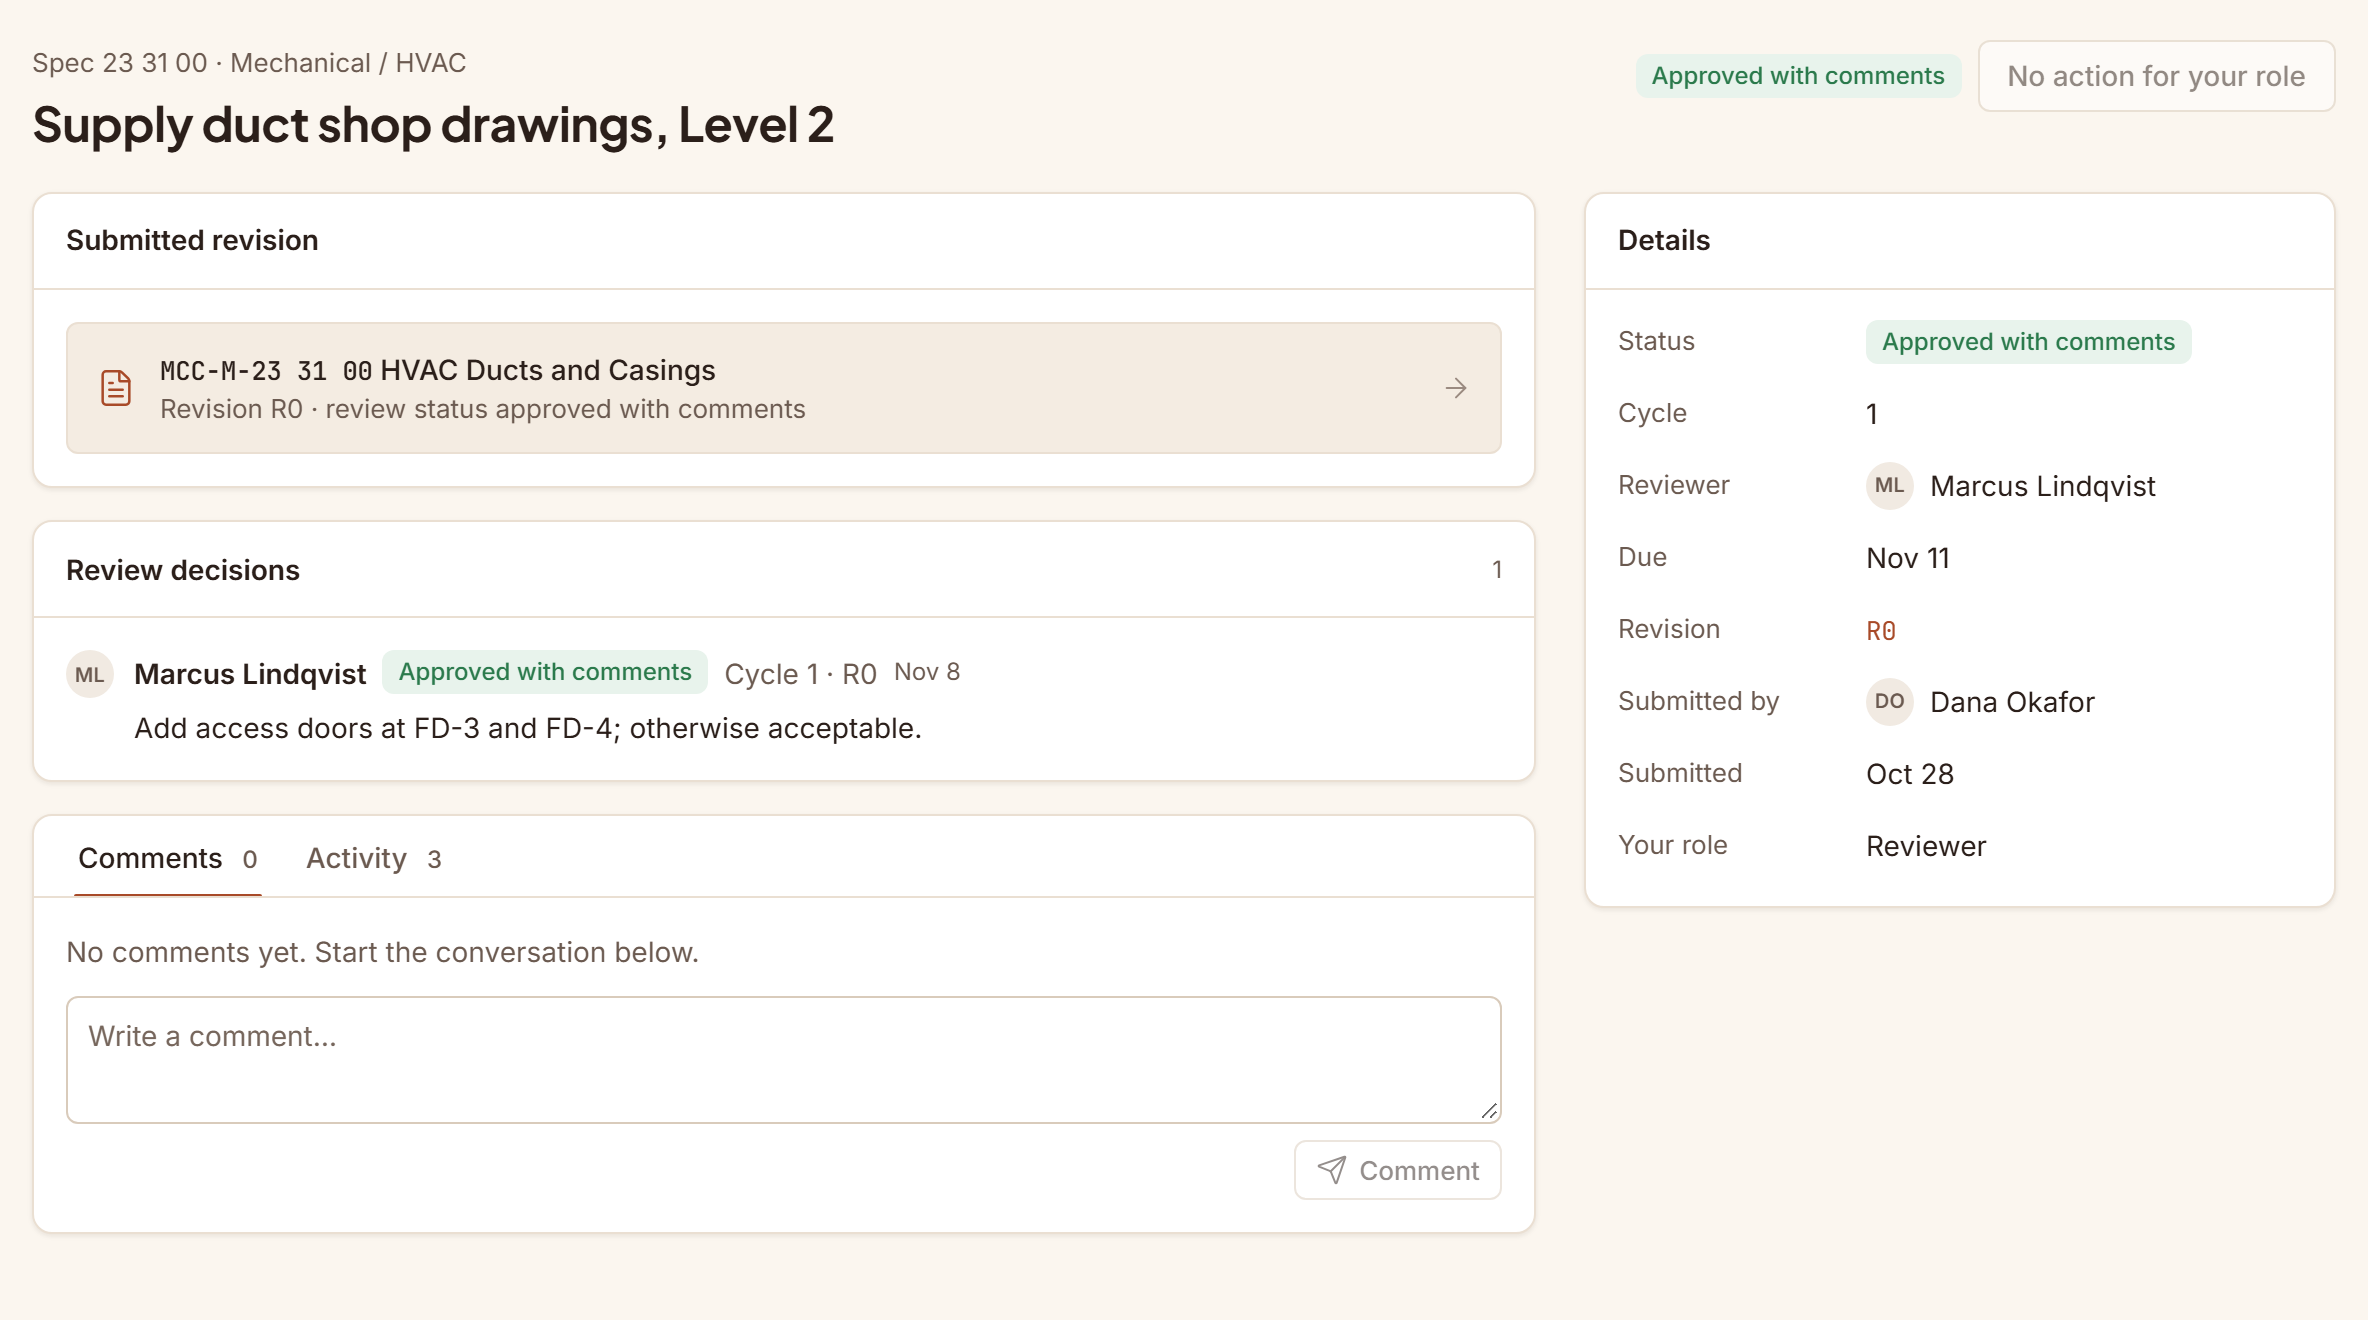 Spec 23 31 00 · Mechanical / HVAC
Supply duct shop drawings, Level 2
Approved with comments
No action for your role
Submitted revision
MCC-M-23 31 00 HVAC Ducts and Casings
Revision R0 · review status approved with comments
Review decisions 1
ML Marcus Lindqvist Approved with comments Cycle 1 · R0 Nov 8
Add access doors at FD-3 and FD-4; otherwise acceptable.
Comments 0 Activity 3
No comments yet. Start the conversation below.
Write a comment...
Comment
Details
Status Approved with comments
Cycle 1
Reviewer ML Marcus Lindqvist
Due Nov 11
Revision R0
Submitted by DO Dana Okafor
Submitted Oct 28
Your role Reviewer